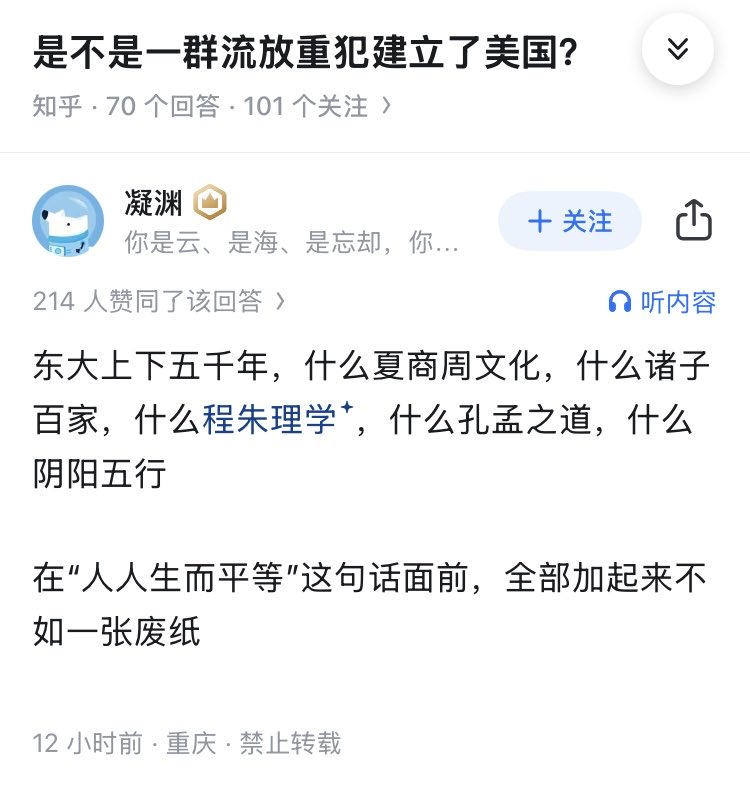 是不是一群流放重犯建立了美国?
知乎 · 70 个回答 · 101 个关注 >
凝渊
你是云、是海、是忘却，你…
+ 关注
214 人赞同了该回答 >
听内容
东大上下五千年，什么夏商周文化，什么诸子
百家，什么程朱理学，什么孔孟之道，什么
阴阳五行
在“人人生而平等”这句话面前，全部加起来不
如一张废纸
12 小时前 · 重庆 · 禁止转载